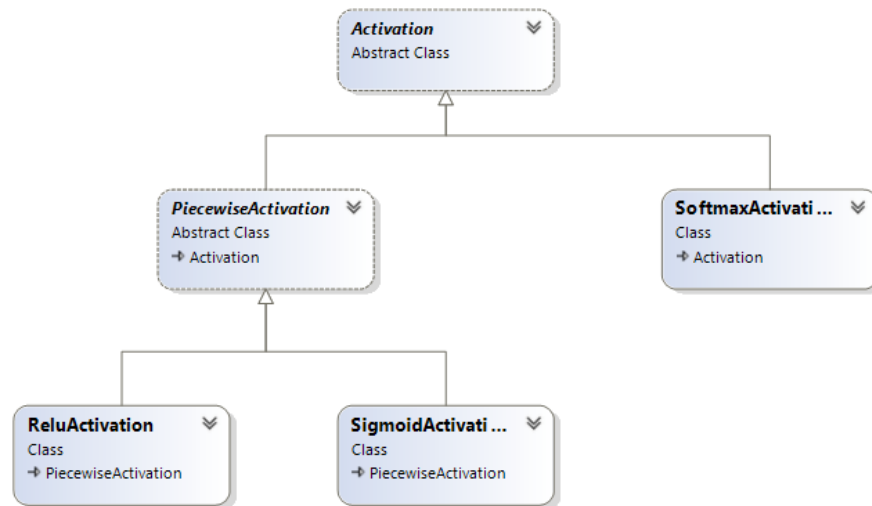 Activation
Abstract Class
PiecewiseActivation
Abstract Class
Activation
SoftmaxActivati ...
Class
Activation
ReluActivation
Class
PiecewiseActivation
SigmoidActivati ...
Class
PiecewiseActivation